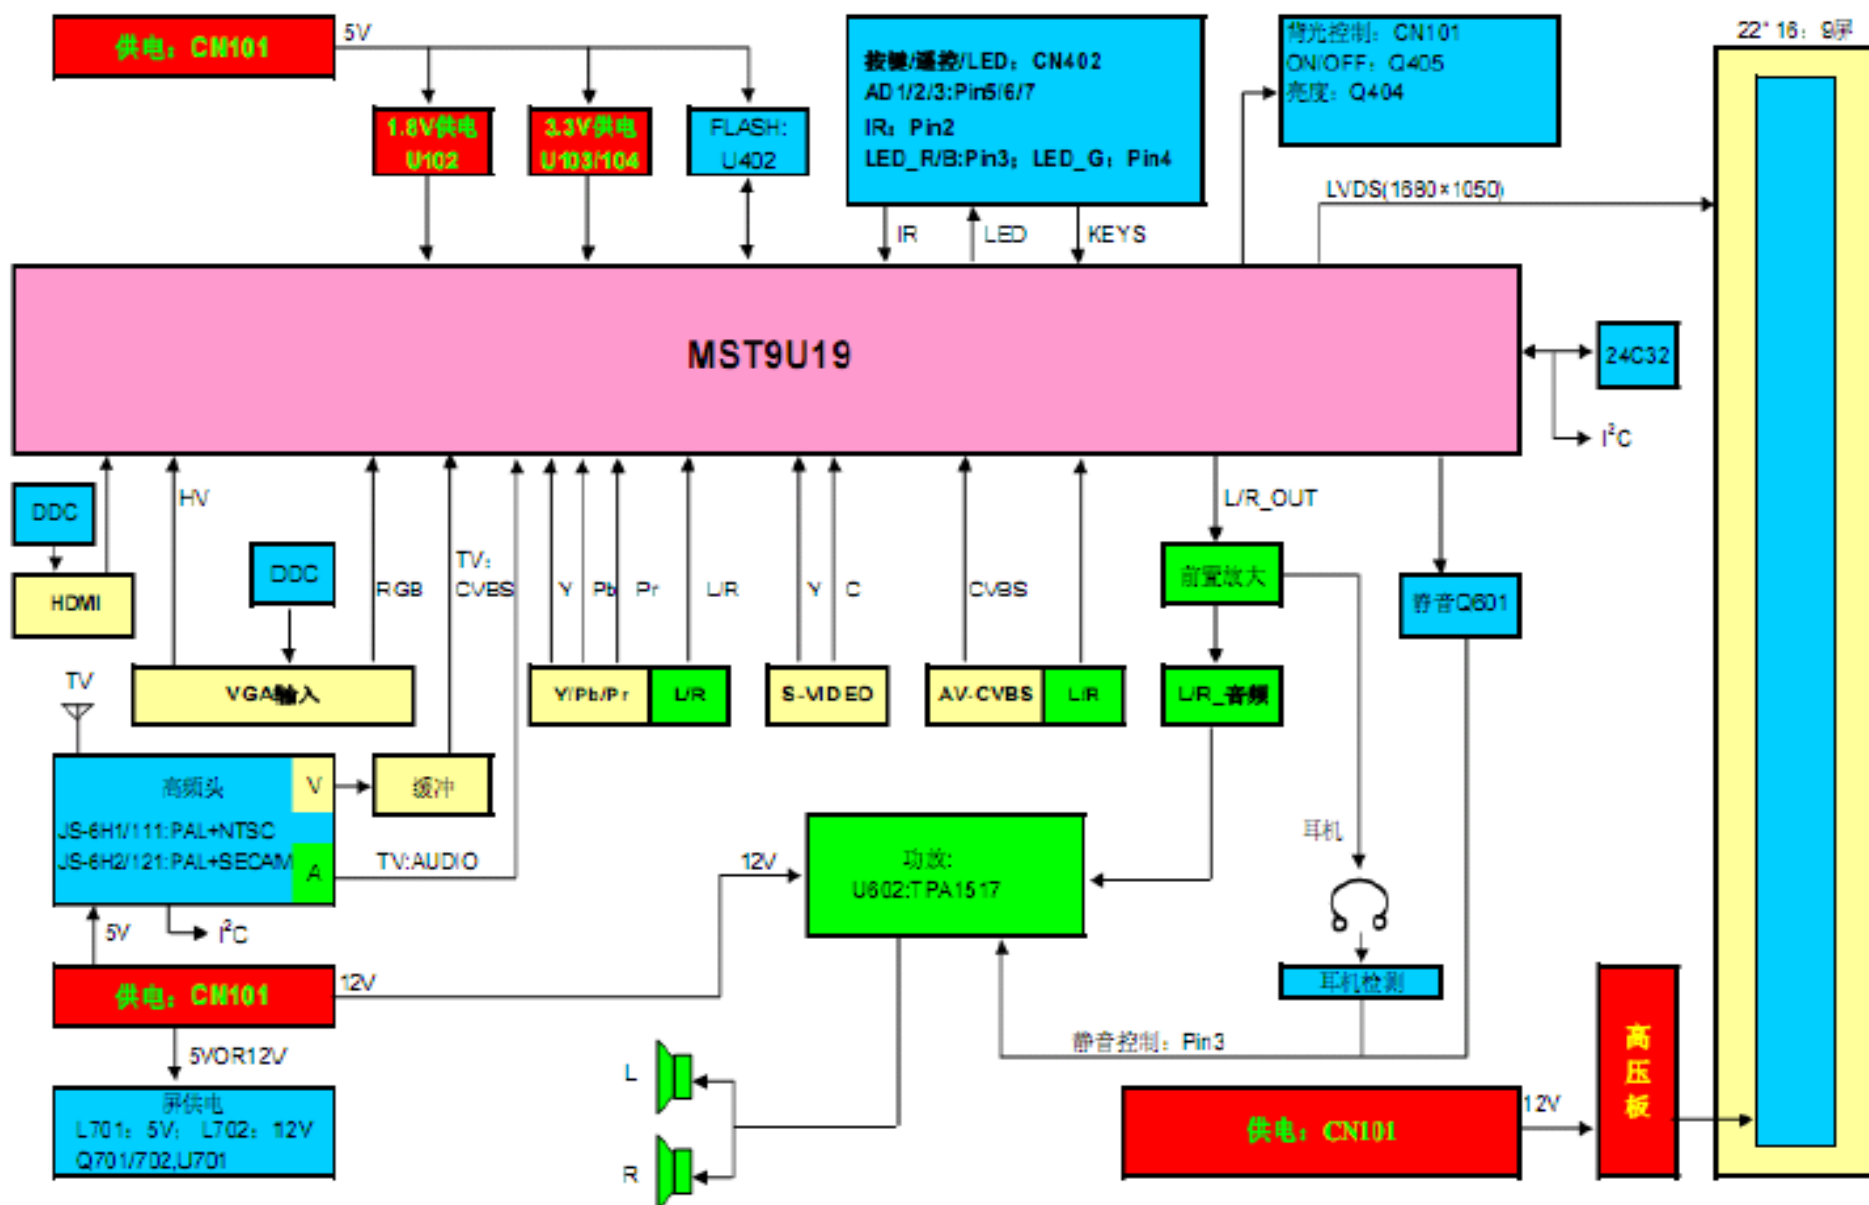 供电：CN101
5V
1.8V供电
U102
3.3V供电
U103/104
FLASH:
U402
按键/遥控/LED：CN402
AD1/2/3:Pin5/6/7
IR：Pin2
LED_R/B:Pin3；LED_G：Pin4
背光控制：CN101
ON/OFF：Q405
亮度：Q404
22" 16：9屏
LVDS(1680×1050)
IR
LED
KEYS
MST9U19
24C32
I²C
DDC
HDMI
HV
DDC
RGB
TV：
CVBS
Y
Pb
Pr
L/R
Y
C
CVBS
L/R_OUT
前置放大
静音Q601
TV
VGA输入
Y/Pb/Pr
L/R
S-VIDEO
AV-CVBS
L/R
L/R_音频
高频头
V
JS-6H1/111:PAL+NTSC
JS-6H2/121:PAL+SECAM
A
缓冲
TV:AUDIO
12V
功放:
U602:TPA1517
耳机
5V
I²C
供电：CN101
12V
耳机检测
静音控制：Pin3
5VOR12V
屏供电
L701：5V；L702：12V
Q701/702,U701
L
R
供电：CN101
12V
高
压
板